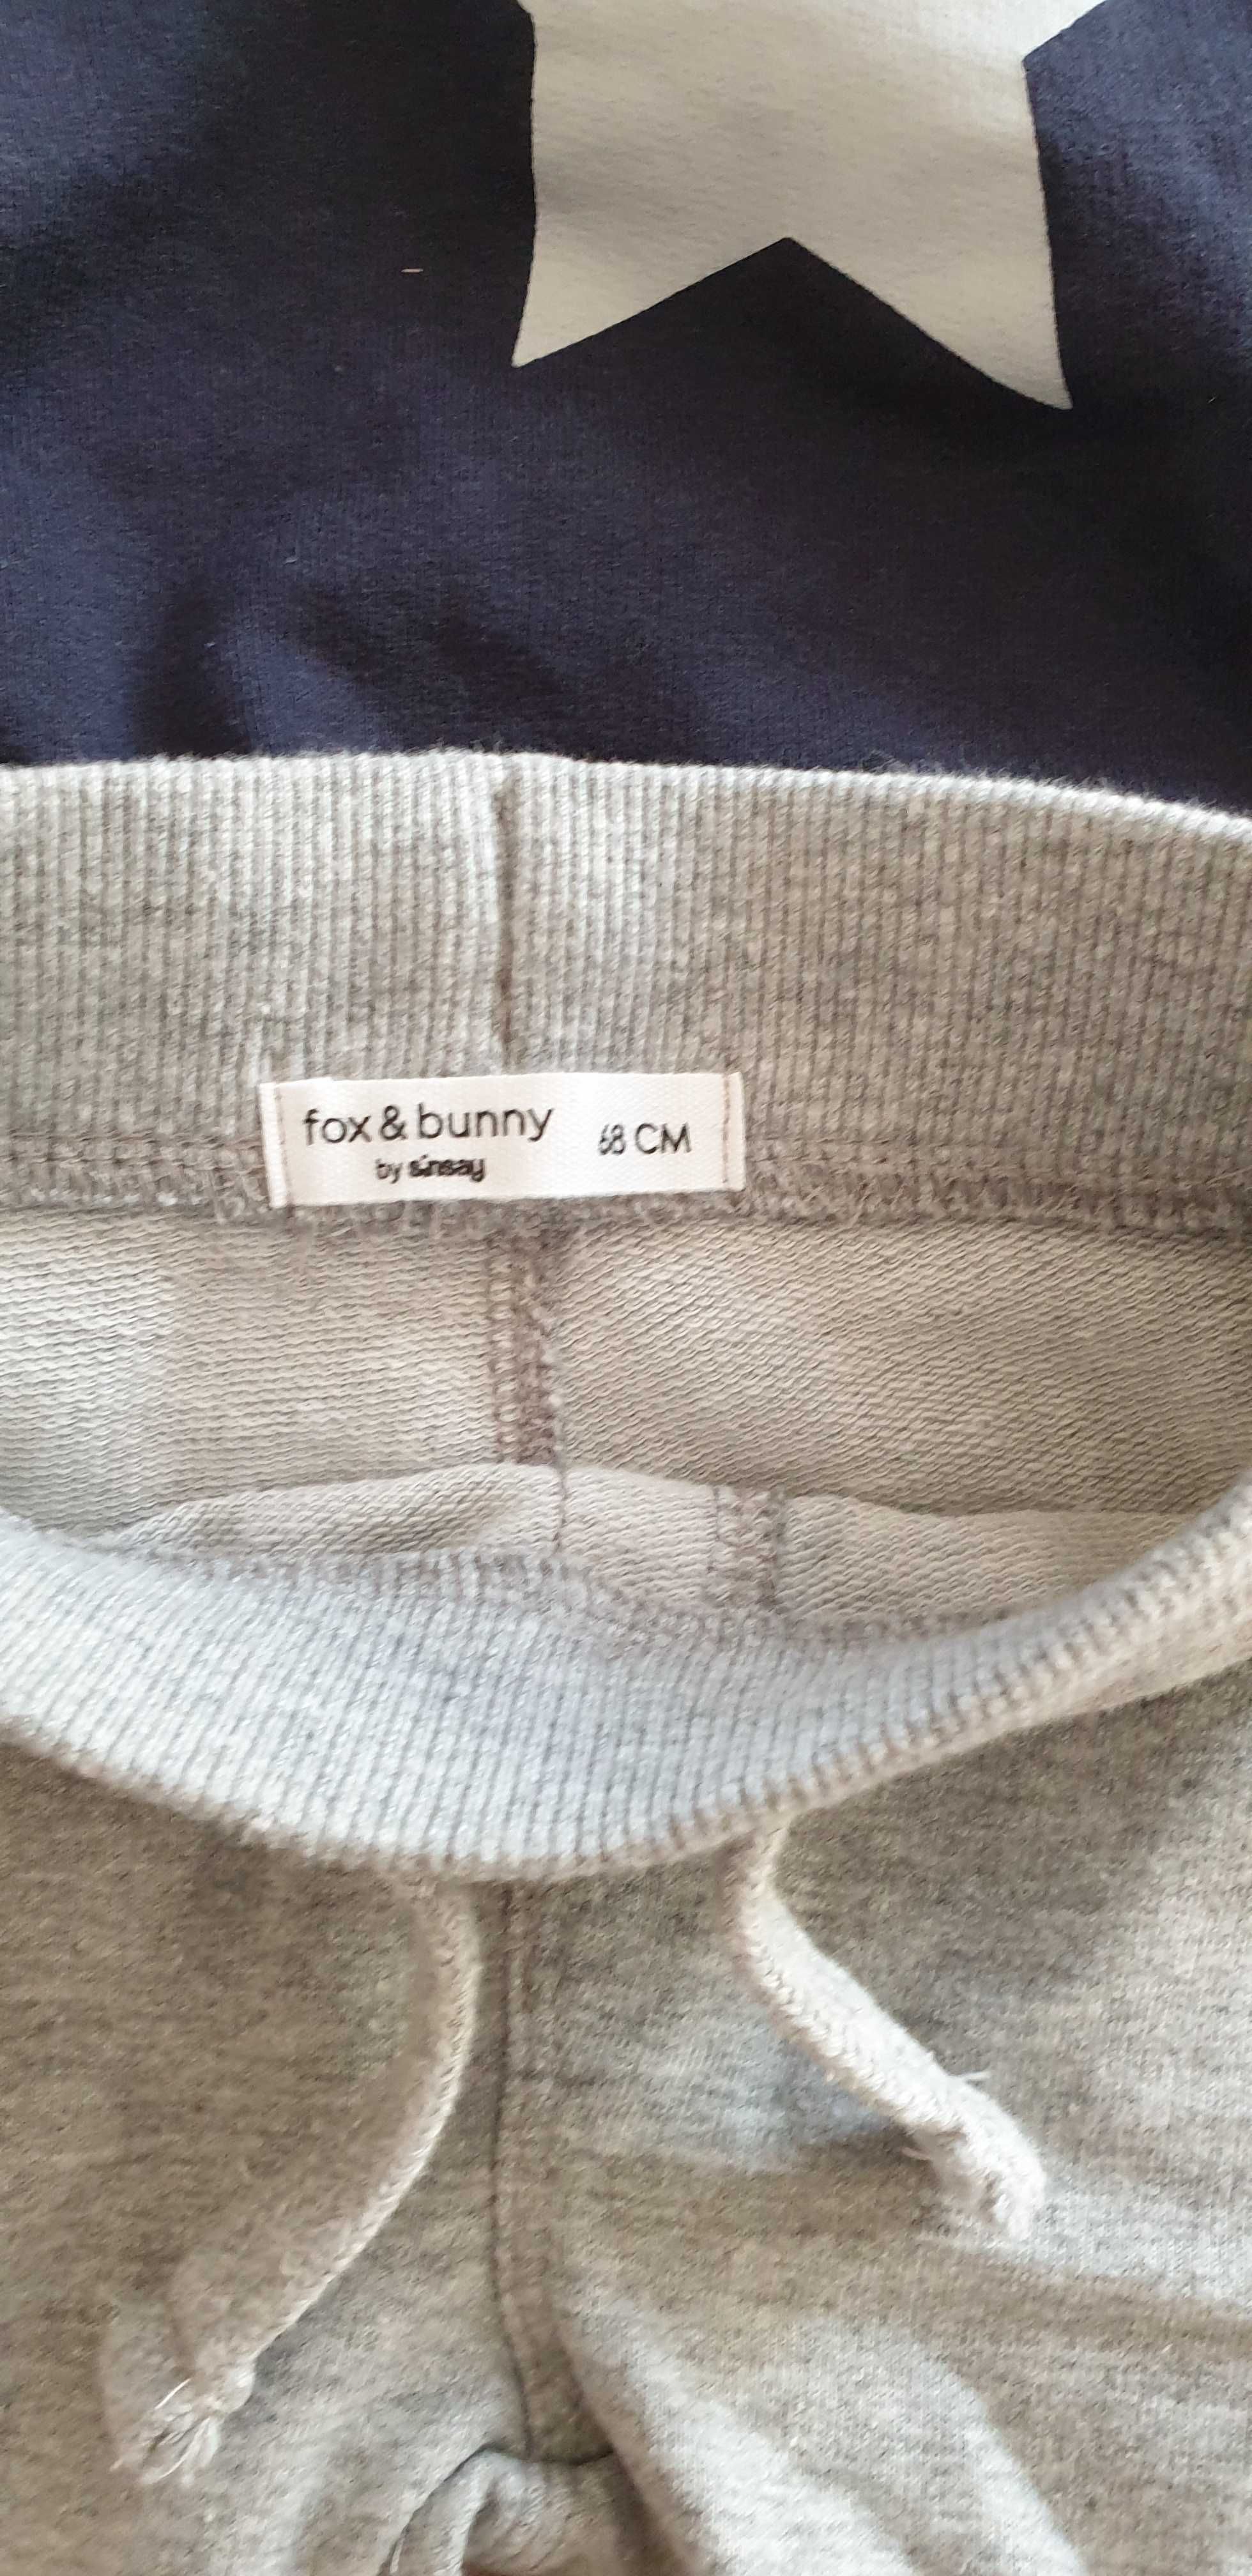 fox & bunny
by sinsay
68 CM